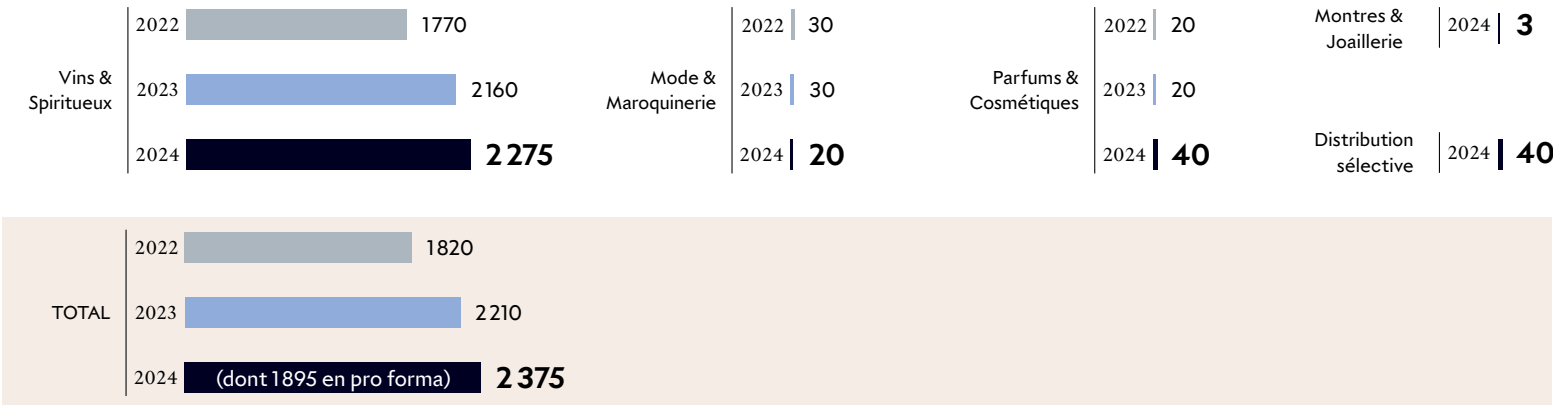 Vins &
Spiritueux
2022 1770
2023 2160
2024 2 275
Mode &
Maroquinerie
2022 30
2023 30
2024 20
Parfums &
Cosmétiques
2022 20
2023 20
2024 40
Montres &
Joaillerie
2024 3
Distribution
sélective
2024 40
TOTAL
2022 1820
2023 2 210
2024 (dont 1895 en pro forma) 2 375